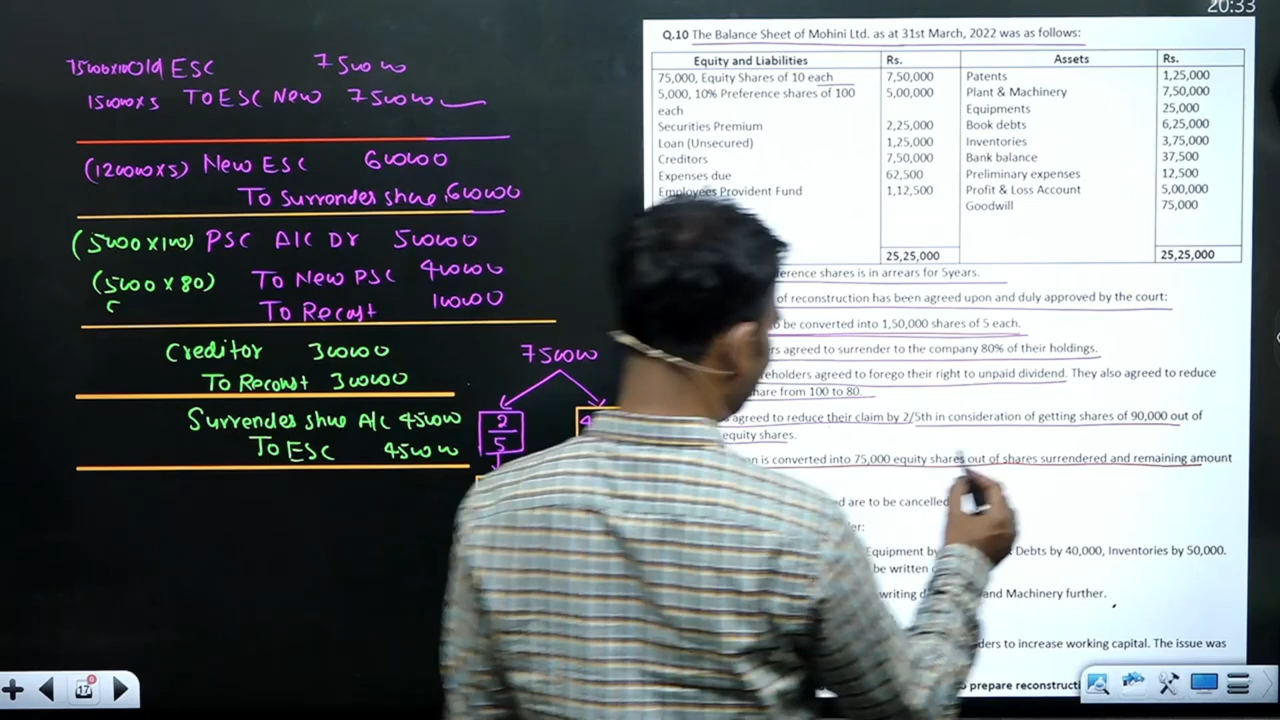 20:33
75000x10 Old ESC 750000
150000x5 To ESC New 750000
(120000x5) New ESC 600000
To Surrender share 600000
(5000x100) PSC A/C Dr 500000
(5000 x 80) To New PSC 400000
To Recost 100000
Creditor 300000
To Reconst 300000
Surrender share A/c 450000
To ESC 450000
750000
2
5
Q.10 The Balance Sheet of Mohini Ltd. as at 31st March, 2022 was as follows:
Equity and Liabilities Rs. Assets Rs.
75,000, Equity Shares of 10 each 7,50,000 Patents 1,25,000
5,000, 10% Preference shares of 100 5,00,000 Plant & Machinery 7,50,000
each Equipments 25,000
Securities Premium 2,25,000 Book debts 6,25,000
Loan (Unsecured) 1,25,000 Inventories 3,75,000
Creditors 7,50,000 Bank balance 37,500
Expenses due 62,500 Preliminary expenses 12,500
Employees Provident Fund 1,12,500 Profit & Loss Account 5,00,000
Goodwill 75,000
25,25,000 25,25,000
erence shares is in arrears for 5years.
of reconstruction has been agreed upon and duly approved by the court:
be converted into 1,50,000 shares of 5 each.
rs agreed to surrender to the company 80% of their holdings.
eholders agreed to forego their right to unpaid dividend. They also agreed to reduce
hare from 100 to 80.
agreed to reduce their claim by 2/5th in consideration of getting shares of 90,000 out of
equity shares.
n is converted into 75,000 equity shares out of shares surrendered and remaining amount
ed are to be cancelled
er:
Equipment by Debts by 40,000, Inventories by 50,000.
be written
writing d and Machinery further.
ders to increase working capital. The issue was
prepare reconstructi
17